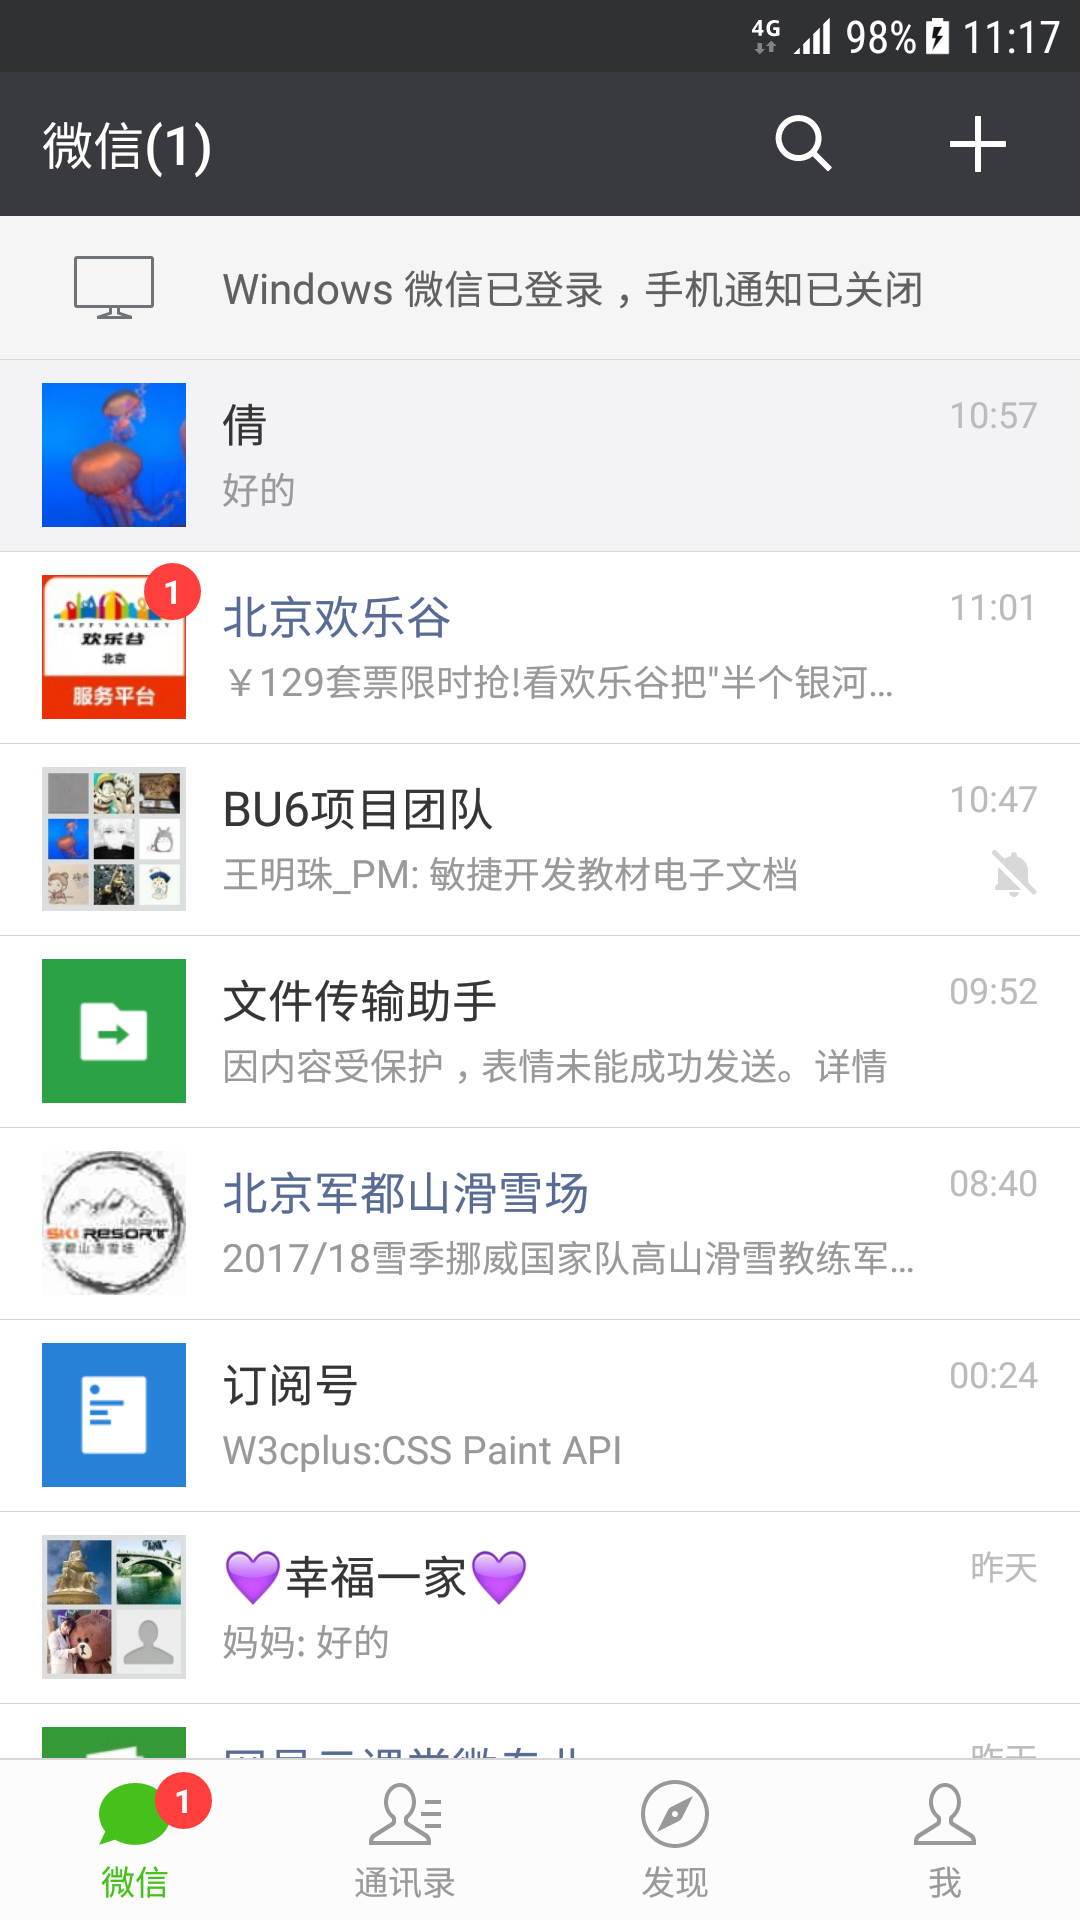 4G 98% 11:17
微信(1)
Windows 微信已登录，手机通知已关闭
倩 10:57
好的
HAPPY VALLEY
欢乐谷
北京
服务平台
1
北京欢乐谷 11:01
￥129套票限时抢!看欢乐谷把"半个银河...
BU6项目团队 10:47
王明珠_PM: 敏捷开发教材电子文档
文件传输助手 09:52
因内容受保护，表情未能成功发送。详情
SKI RESORT
北京军都山滑雪场 08:40
2017/18雪季挪威国家队高山滑雪教练军...
订阅号 00:24
W3cplus:CSS Paint API
💜幸福一家💜 昨天
妈妈: 好的
昨天
1
微信 通讯录 发现 我